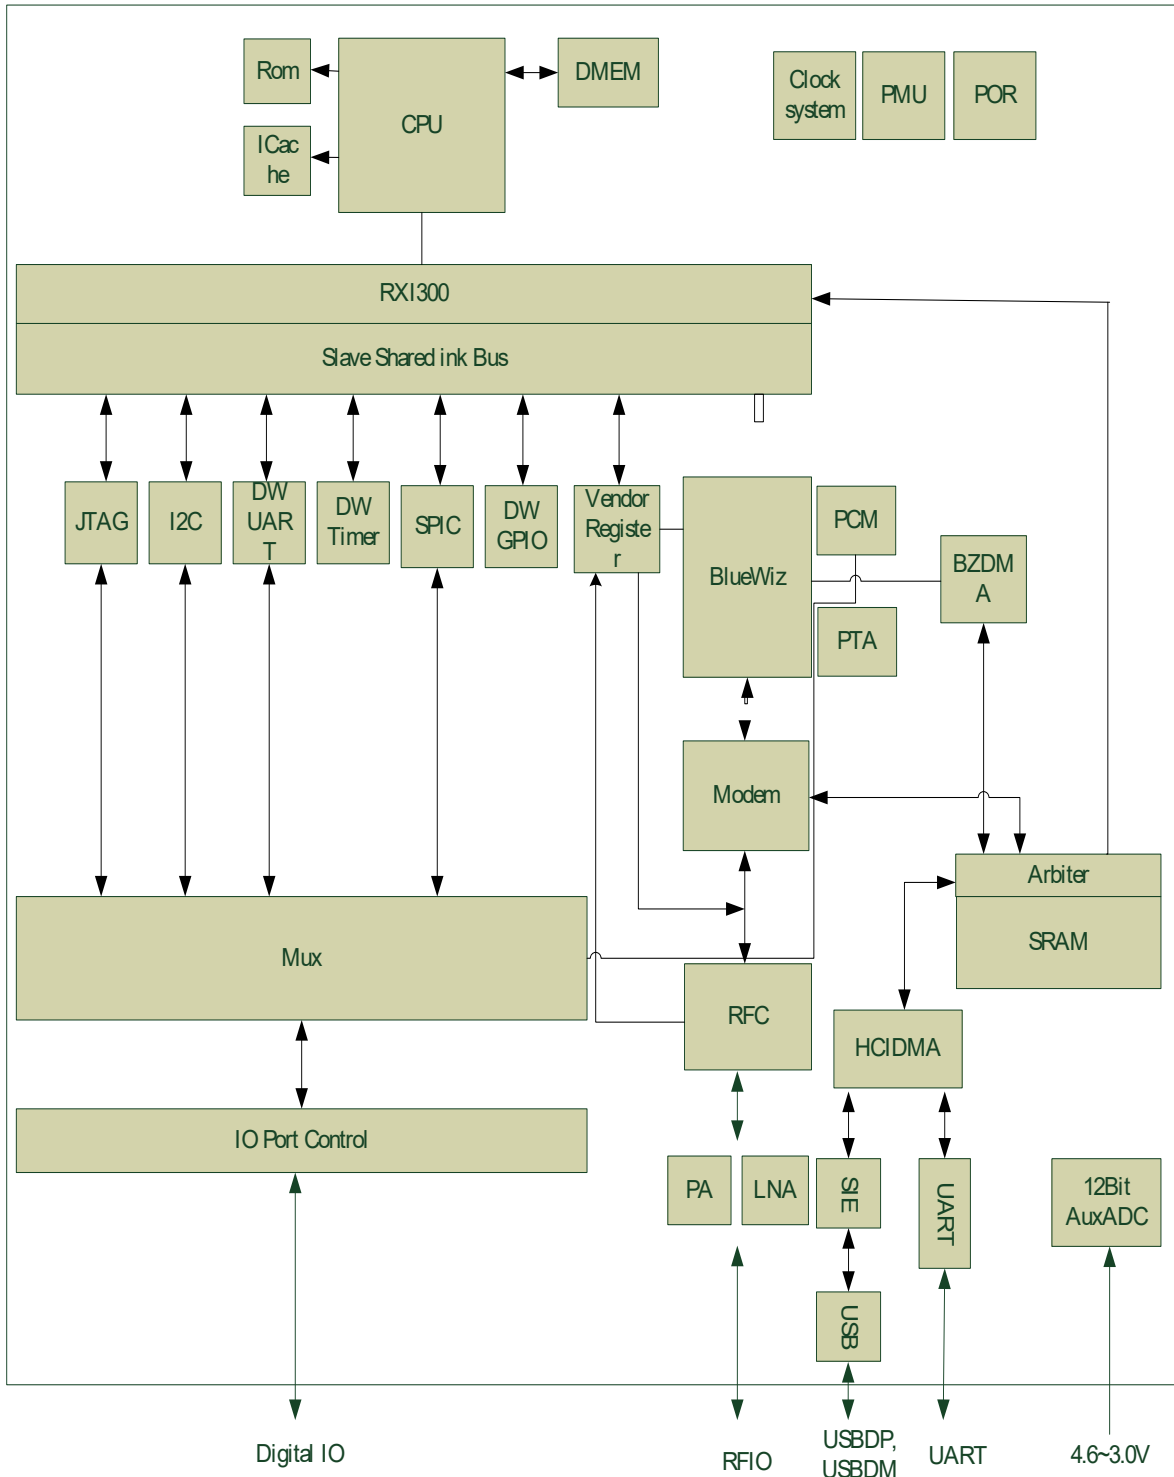 Rom
CPU
DMEM
Clock
system
PMU
POR
ICac
he
RXI300
Slave Shared ink Bus
JTAG
I2C
DW
UAR
T
DW
Timer
SPIC
DW
GPIO
Vendor
Registe
r
BlueWiz
PCM
BZDM
A
PTA
Modem
Arbiter
SRAM
Mux
RFC
HCIDMA
IO Port Control
PA
LNA
SIE
UART
12Bit
AuxADC
USB
Digital IO
RFIO
USBDP,
USBDM
UART
4.6~3.0V